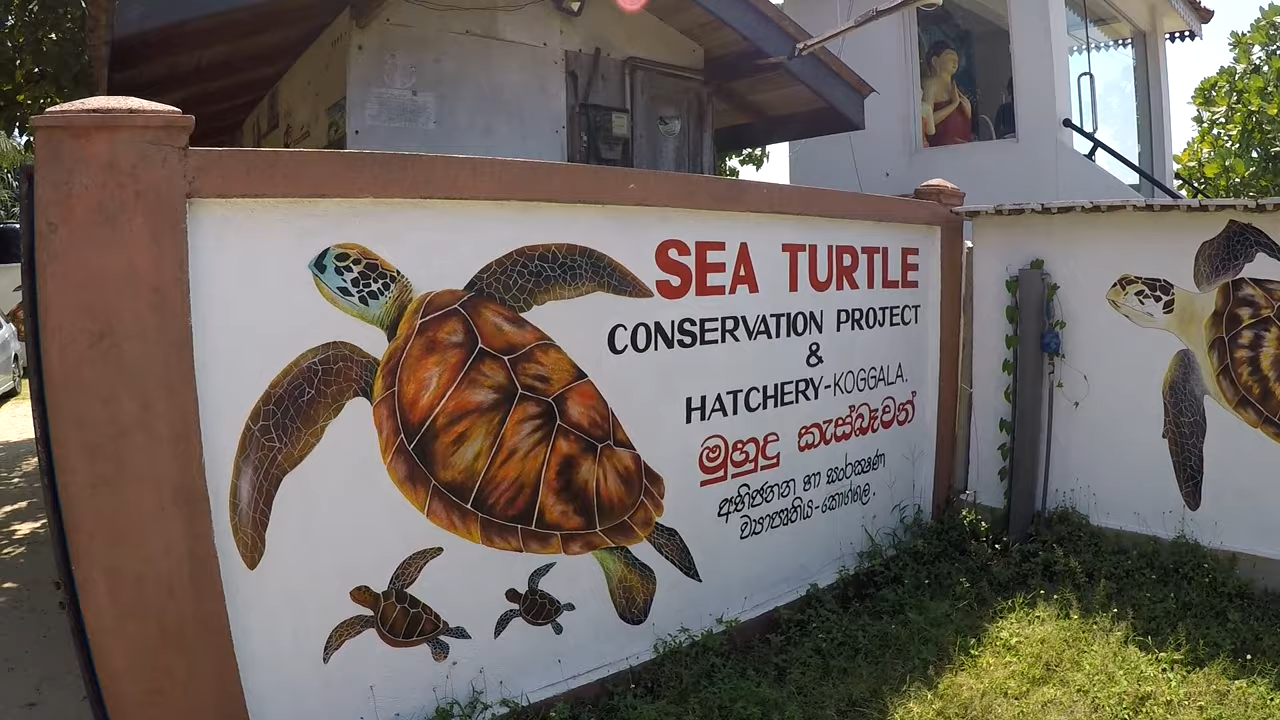 SEA TURTLE
CONSERVATION PROJECT
&
HATCHERY-KOGGALA.
මුහුදු කැස්බෑවන්
අභිජනන හා සංරක්ෂණ
ව්‍යාපෘතිය-කොග්ගල.